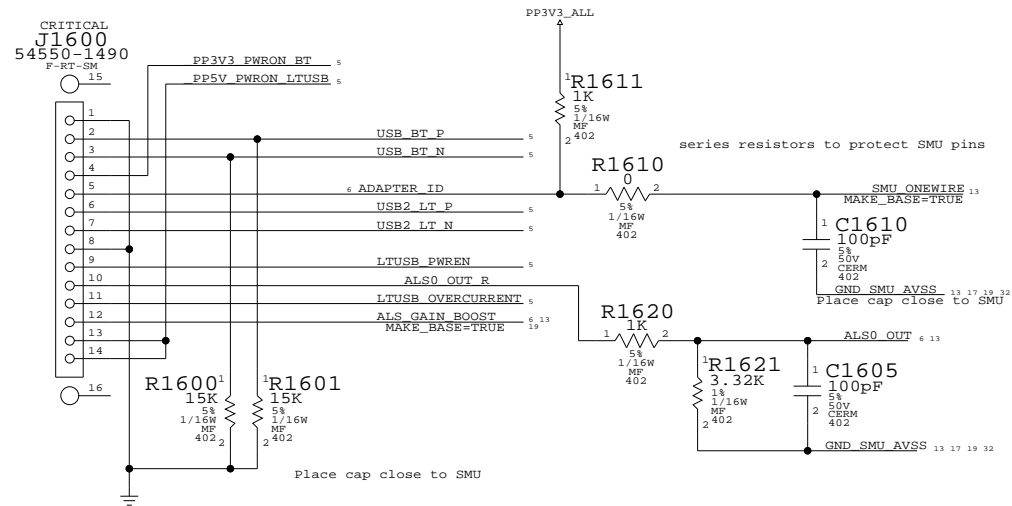 PP3V3_ALL
CRITICAL
J1600
54550-1490
F-RT-SM
15
PP3V3_PWRON_BT 5
PP5V_PWRON_LTUSB 5
1
R1611
1K
5%
1/16W
MF
402
2
1
2 USB_BT_P 5
3 USB_BT_N 5
4
series resistors to protect SMU pins
R1610
0
5 6 ADAPTER_ID 1 2 SMU_ONEWIRE 13
MAKE_BASE=TRUE
5%
1/16W
MF
402
6 USB2_LT_P 5
7 USB2_LT_N 5
8
1 C1610
100pF
5%
50V
CERM
402
2
9 LTUSB_PWREN 5
10 ALS0_OUT_R
GND_SMU_AVSS 13 17 19 32
Place cap close to SMU
11 LTUSB_OVERCURRENT 5
12 ALS_GAIN_BOOST 6 13
MAKE_BASE=TRUE 19
13
14
R1620
1K
1 2
5%
1/16W
MF
402
ALS0_OUT 6 13
1
R1621
3.32K
1%
1/16W
MF
402
2
1 C1605
100pF
5%
50V
CERM
402
2
16
R1600 1
15K
5%
1/16W
MF
402 2
1 R1601
15K
5%
1/16W
MF
402
2
GND_SMU_AVSS 13 17 19 32
Place cap close to SMU